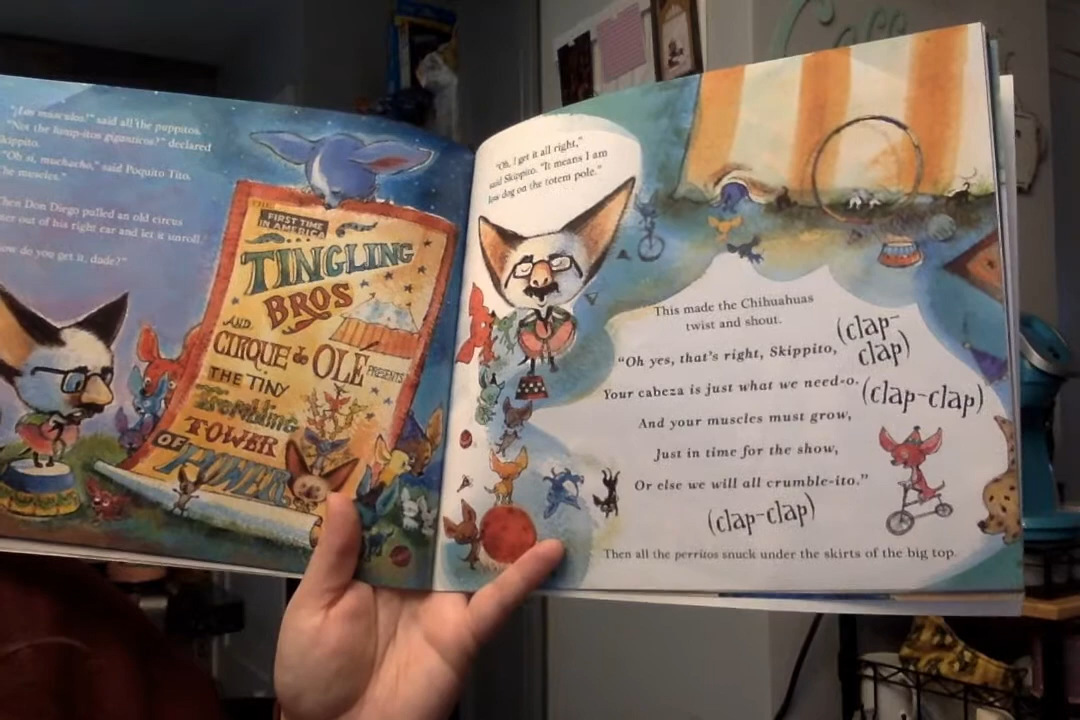 "Los musculos!" said all the puppitos.
"Not the hump-itos giganticos?" declared
Skippito.
"Oh si, muchacho," said Poquito Tito.
"The muscles."
Then Don Diego pulled an old circus
out of his right ear and let it unroll.
how do you get it, dude?"
FIRST TIME
IN AMERICA
TINGLING
BROS
AND
CIRQUE de OLE
PRESENTS
THE TINY
Trembling
TOWER
OF POWER
"Oh, I get it all right,"
said Skippito. "It means I am
low dog on the totem pole."
This made the Chihuahuas
twist and shout.
"Oh yes, that's right, Skippito, (clap-
clap)
Your cabeza is just what we need-o. (clap-clap)
And your muscles must grow,
Just in time for the show,
Or else we will all crumble-ito."
(clap-clap)
Then all the perritos snuck under the skirts of the big top.
Cafe